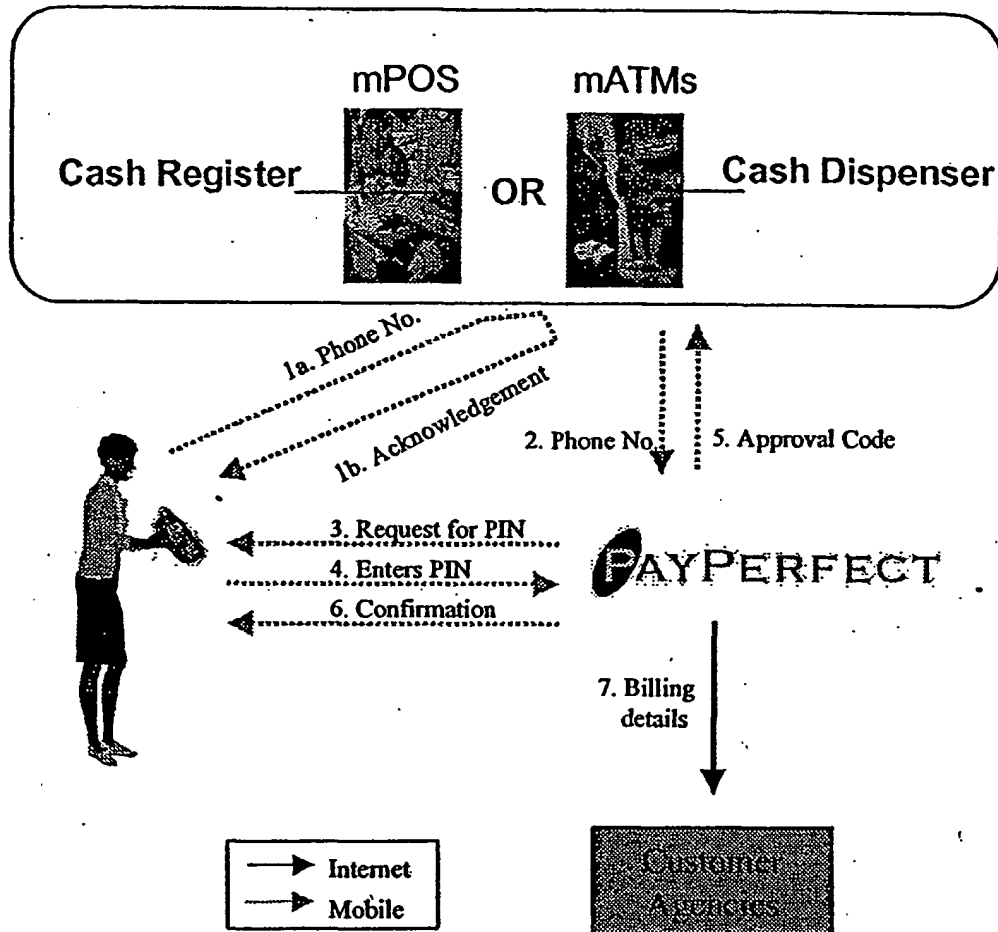 mPOS
mATMs
Cash Register
OR
Cash Dispenser
1a. Phone No.
1b. Acknowledgement
2. Phone No.
5. Approval Code
3. Request for PIN
4. Enters PIN
6. Confirmation
PAYPERFECT
7. Billing
details
Internet
Mobile
Customer
Agencies